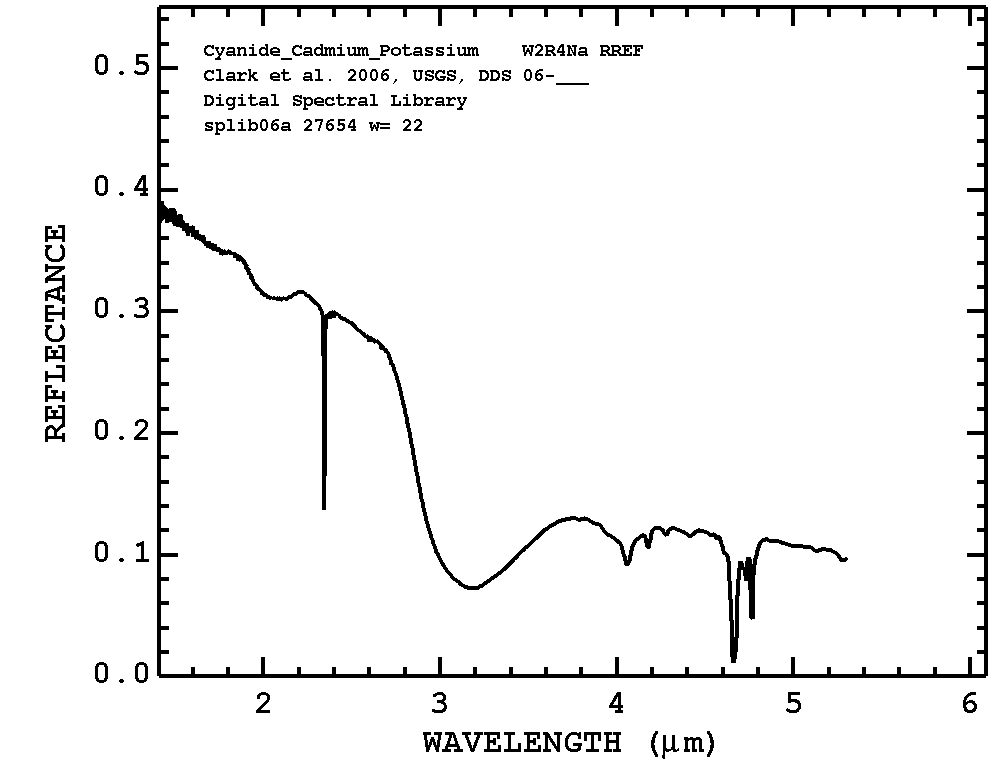 Cyanide_Cadmium_Potassium W2R4Na RREF
Clark et al. 2006, USGS, DDS 06-___
Digital Spectral Library
splib06a 27654 w= 22
0.5
0.4
0.3
0.2
0.1
0.0
REFLECTANCE
2 3 4 5 6
WAVELENGTH (μm)